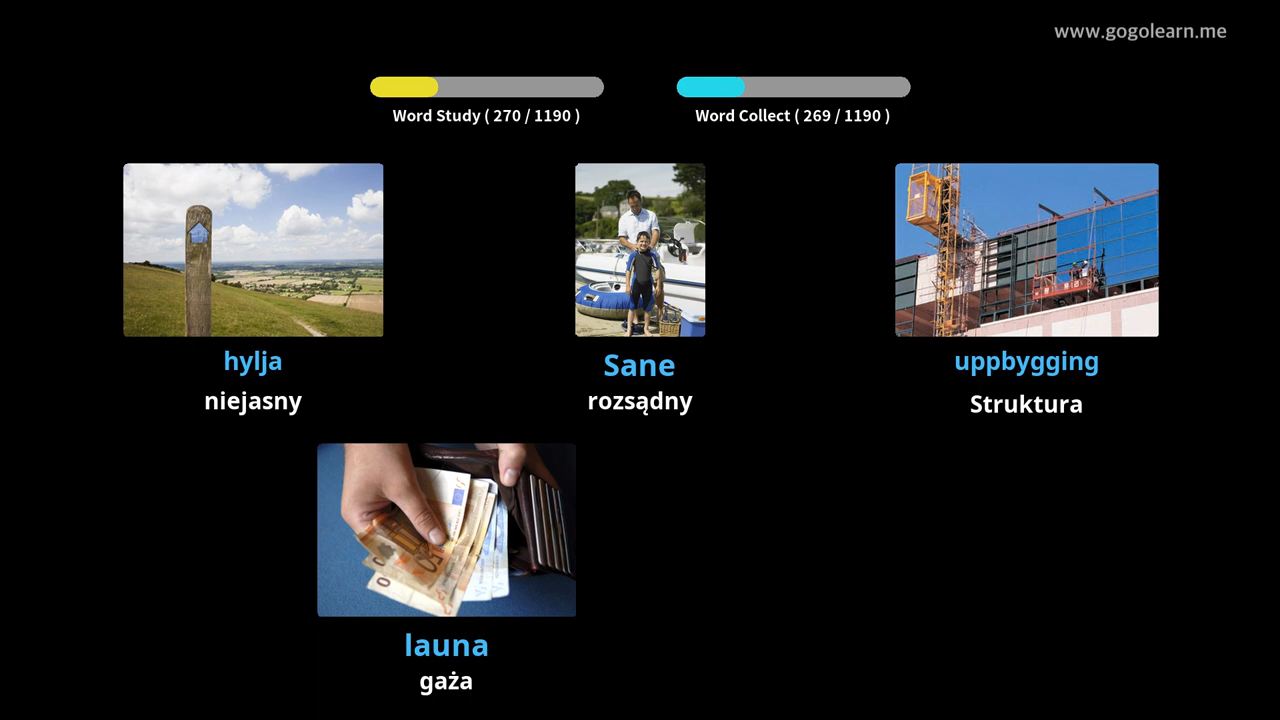 www.gogolearn.me
Word Study ( 270 / 1190 )
Word Collect ( 269 / 1190 )
hylja
niejasny
Sane
rozsądny
uppbygging
Struktura
launa
gaża